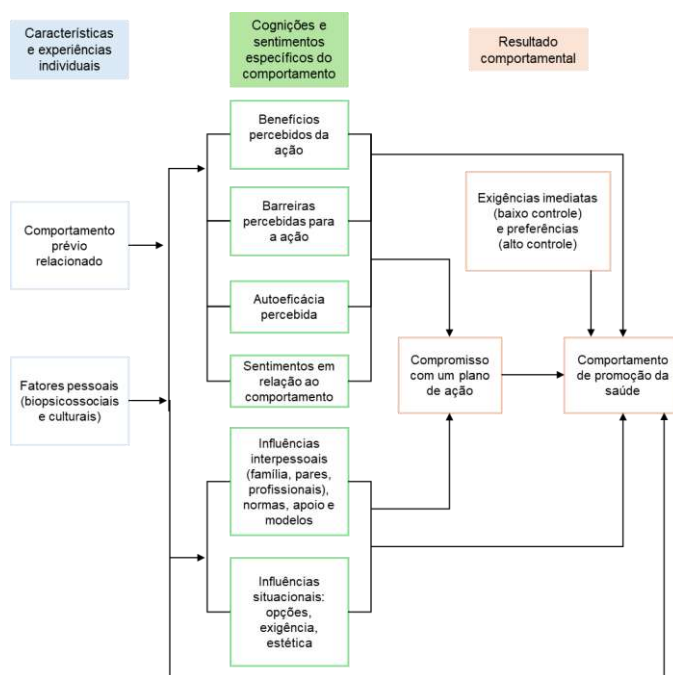 Características
e experiências
individuais
Cognições e
sentimentos
específicos do
comportamento
Resultado
comportamental
Benefícios
percebidos da
ação
Barreiras
percebidas para
a ação
Exigências imediatas
(baixo controle)
e preferências
(alto controle)
Comportamento
prévio
relacionado
Autoeficácia
percebida
Sentimentos em
relação ao
comportamento
Compromisso
com um plano
de ação
Comportamento
de promoção da
saúde
Fatores pessoais
(biopsicossociais
e culturais)
Influências
interpessoais
(família, pares,
profissionais),
normas, apoio e
modelos
Influências
situacionais:
opções,
exigência,
estética